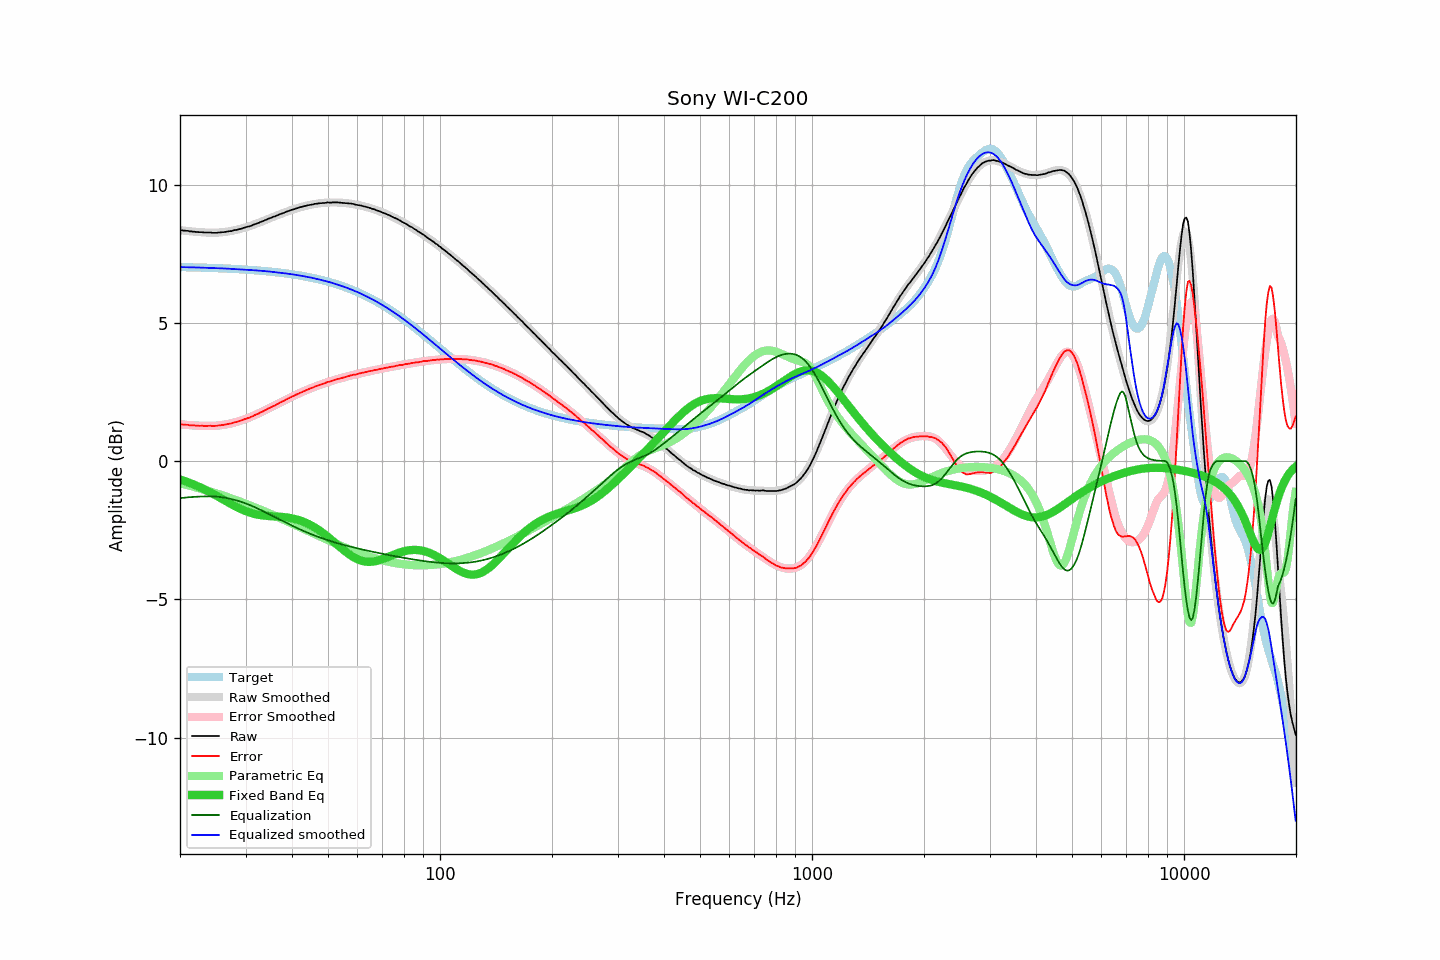 Sony WI-C200
Amplitude (dBr)
10
5
0
−5
−10
Target
Raw Smoothed
Error Smoothed
Raw
Error
Parametric Eq
Fixed Band Eq
Equalization
Equalized smoothed
100
1000
10000
Frequency (Hz)